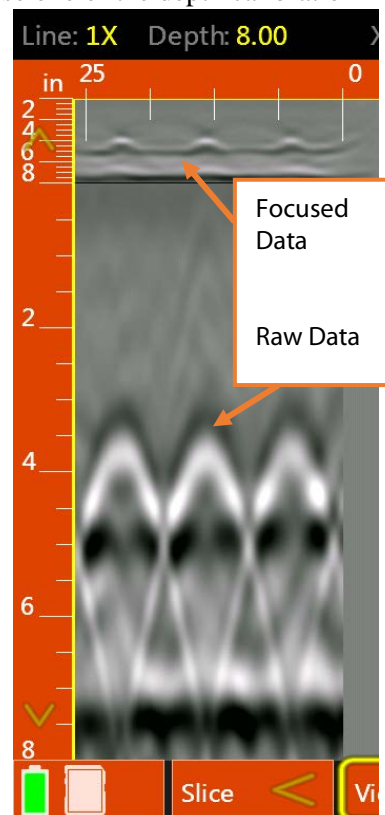 Line: 1X Depth: 8.00
in 25 0
2
4
6
8
Focused
Data
2
Raw Data
4
6
8
Slice